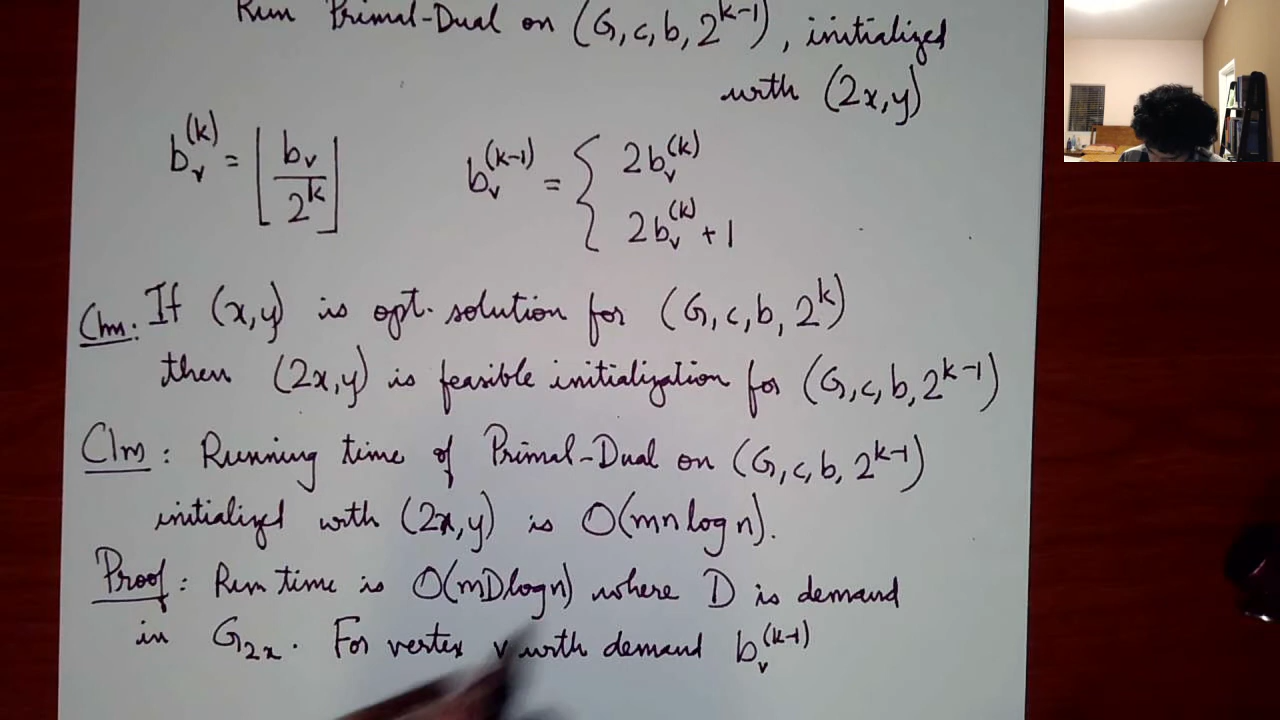 Run Primal-Dual on (G, c, b, 2^{k-1}), initialized
with (2x, y)
b_v^{(k)} = ⌊b_v / 2^k⌋ b_v^{(k-1)} = { 2b_v^{(k)}
2b_v^{(k)} + 1
Clm: If (x, y) is opt. solution for (G, c, b, 2^k)
then (2x, y) is feasible initialization for (G, c, b, 2^{k-1})
Clm: Running time of Primal-Dual on (G, c, b, 2^{k-1})
initialized with (2x, y) is O(mn log n).
Proof: Run time is O(mD log n) where D is demand
in G_{2x}. For vertex v with demand b_v^{(k-1)}